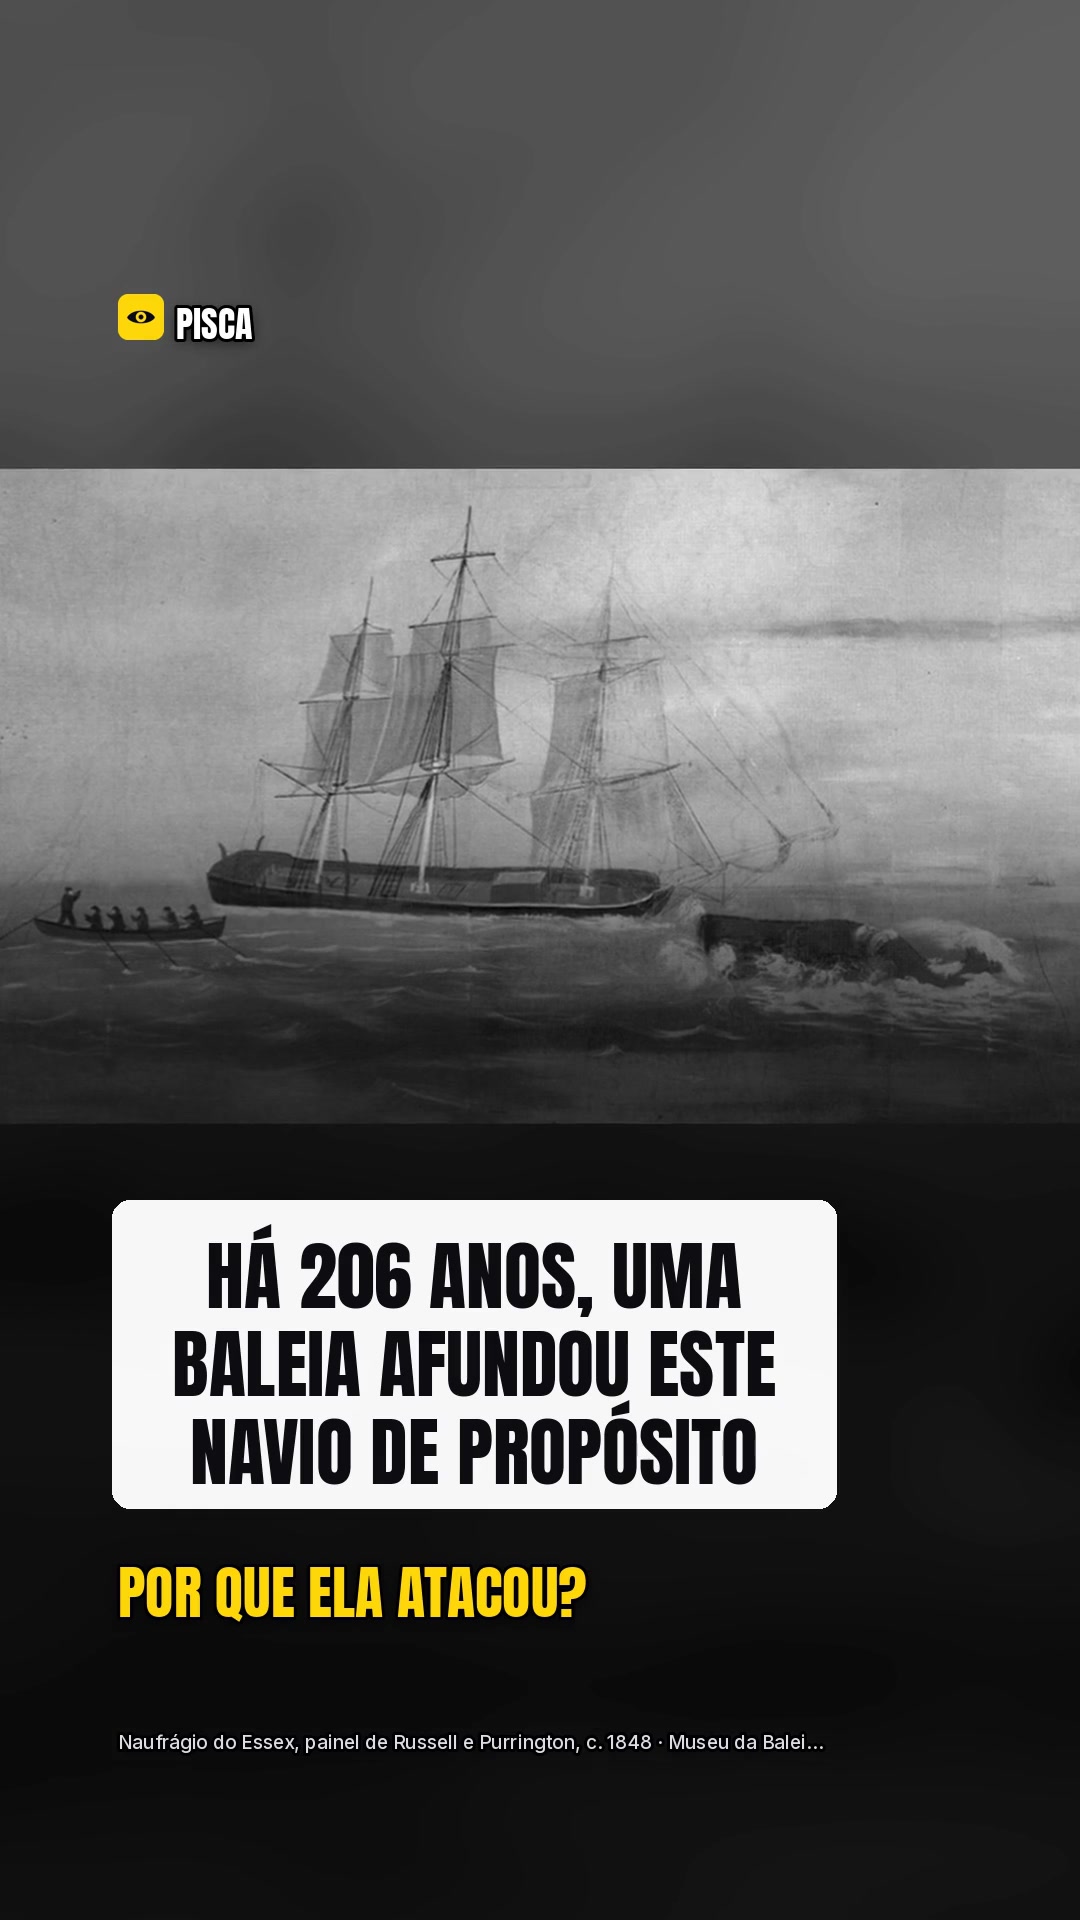 PISCA
HÁ 206 ANOS, UMA
BALEIA AFUNDOU ESTE
NAVIO DE PROPÓSITO
POR QUE ELA ATACOU?
Naufrágio do Essex, painel de Russell e Purrington, c. 1848 · Museu da Balei...